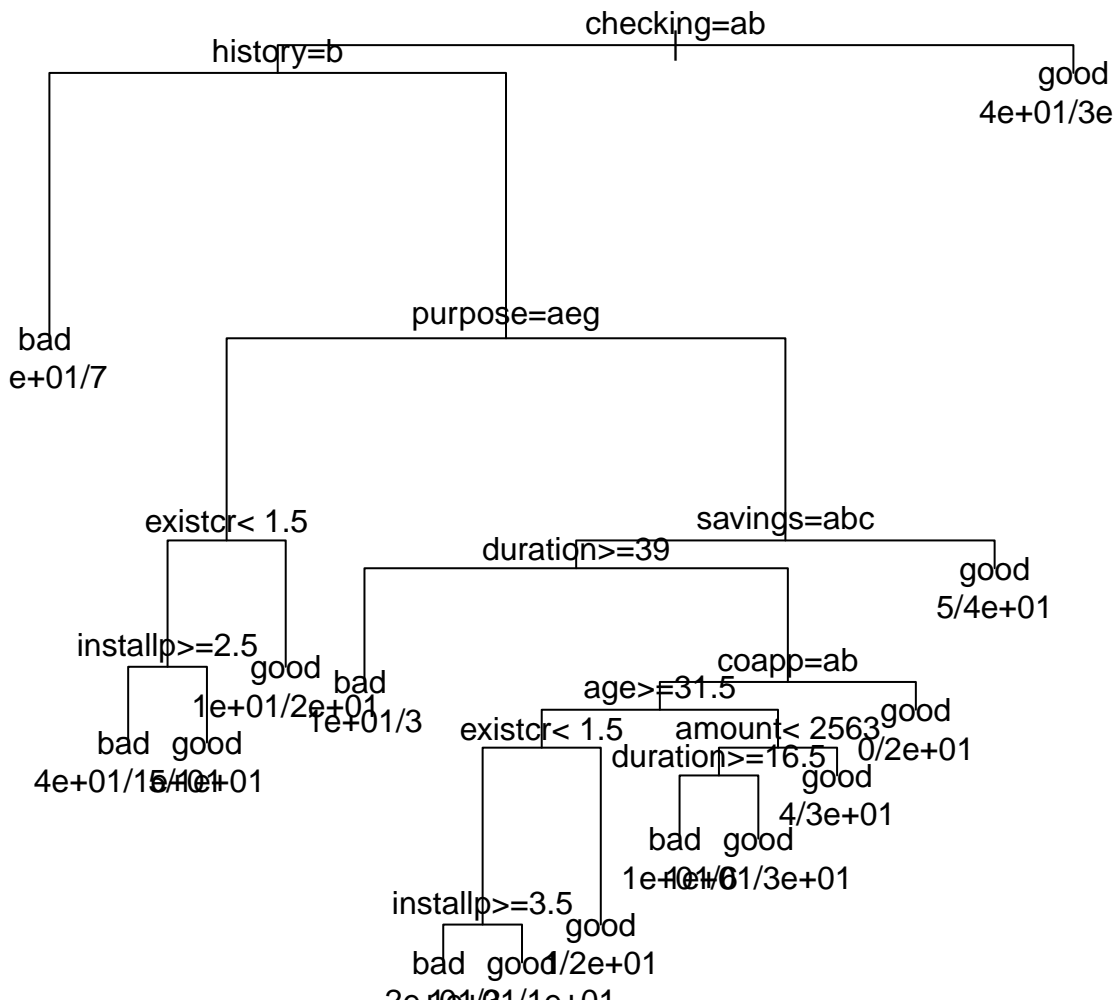 checking=ab
history=b
good
4e+01/3e
purpose=aeg
bad
e+01/7
existcr< 1.5
savings=abc
duration>=39
good
5/4e+01
installp>=2.5
good
1e+01/2e+01
bad
1e+01/3
coapp=ab
age>=31.5
good
0/2e+01
existcr< 1.5
amount< 2563
bad
good
duration>=16.5
good
4/3e+01
bad
good
installp>=3.5
good
1/2e+01
bad
good